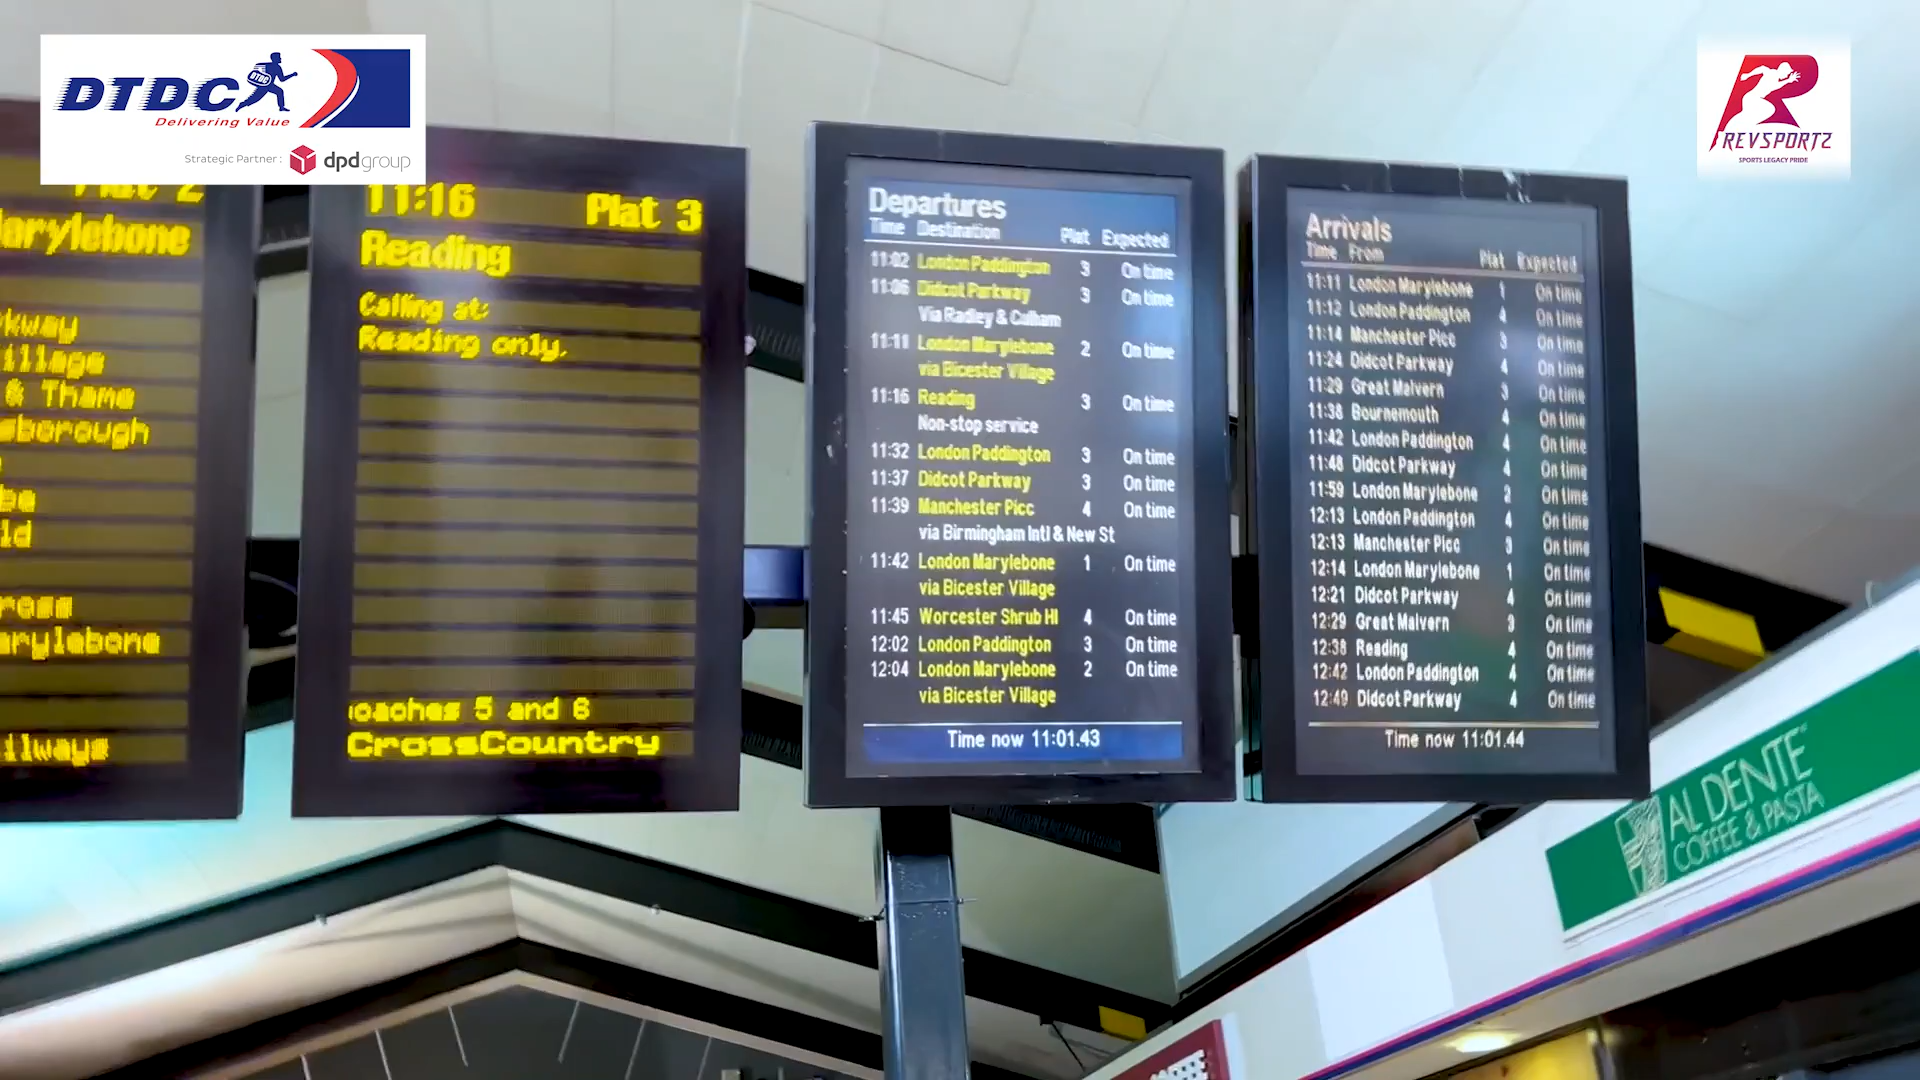 DTDC
DTDC
Delivering Value
Strategic Partner : dpdgroup
REVSPORTZ
SPORTS LEGACY PRIDE
Plat 2
arylebone
kway
illage
& Thame
sborough
ld
arylebone
ilways
11:16 Plat 3
Reading
Calling at:
Reading only.
oaches 5 and 6
CrossCountry
Departures
Time Destination Plat Expected
11:02 London Paddington 3 On time
11:06 Didcot Parkway 3 On time
Via Radley & Culham
11:11 London Marylebone 2 On time
via Bicester Village
11:16 Reading 3 On time
Non-stop service
11:32 London Paddington 3 On time
11:37 Didcot Parkway 3 On time
11:39 Manchester Picc 4 On time
via Birmingham Intl & New St
11:42 London Marylebone 1 On time
via Bicester Village
11:45 Worcester Shrub Hl 4 On time
12:02 London Paddington 3 On time
12:04 London Marylebone 2 On time
via Bicester Village
Time now 11:01.43
Arrivals
Time From Plat Expected
11:11 London Marylebone 1 On time
11:12 London Paddington 4 On time
11:14 Manchester Picc 3 On time
11:24 Didcot Parkway 4 On time
11:29 Great Malvern 3 On time
11:38 Bournemouth 4 On time
11:42 London Paddington 4 On time
11:48 Didcot Parkway 4 On time
11:59 London Marylebone 2 On time
12:13 London Paddington 4 On time
12:13 Manchester Picc 3 On time
12:14 London Marylebone 1 On time
12:21 Didcot Parkway 4 On time
12:29 Great Malvern 3 On time
12:38 Reading 4 On time
12:42 London Paddington 4 On time
12:49 Didcot Parkway 4 On time
Time now 11:01.44
AL DENTE
COFFEE & PASTA